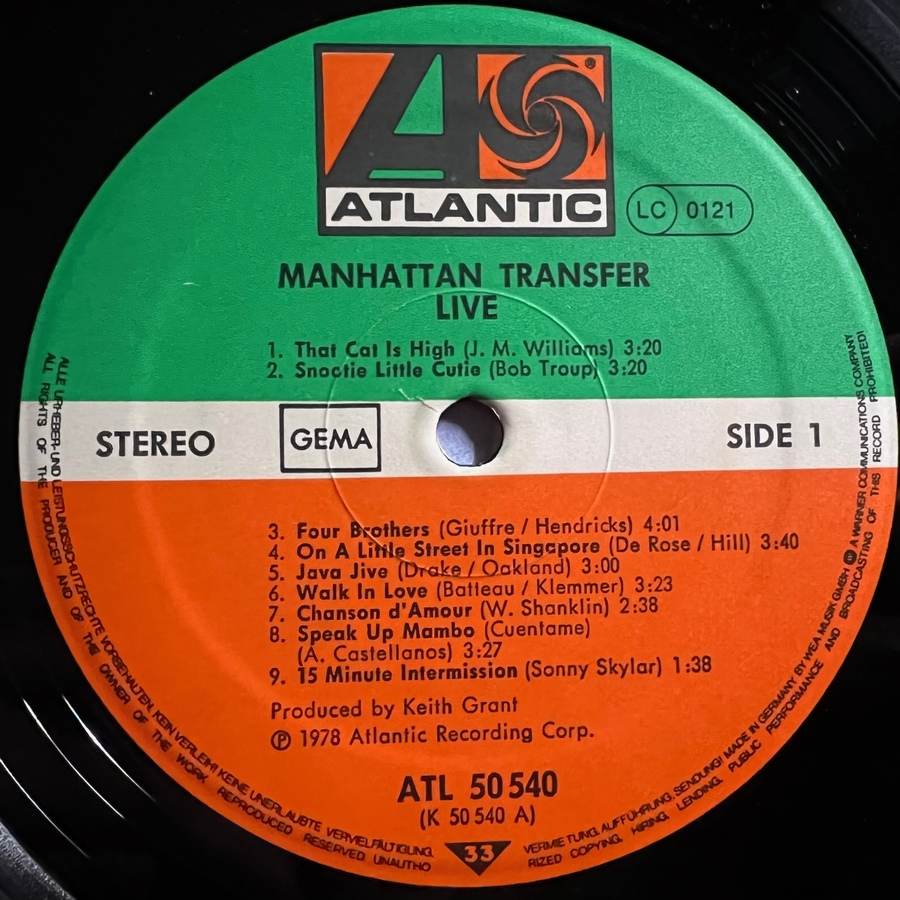 ATLANTIC
®
LC 0121
MANHATTAN TRANSFER
LIVE
1. That Cat Is High (J. M. Williams) 3:20
2. Snootie Little Cutie (Bob Troup) 3:20
STEREO
GEMA
SIDE 1
3. Four Brothers (Giuffre / Hendricks) 4:01
4. On A Little Street In Singapore (De Rose / Hill) 3:40
5. Java Jive (Drake / Oakland) 3:00
6. Walk In Love (Batteau / Klemmer) 3:23
7. Chanson d'Amour (W. Shanklin) 2:38
8. Speak Up Mambo (Cuentame)
(A. Castellanos) 3:27
9. 15 Minute Intermission (Sonny Skylar) 1:38
Produced by Keith Grant
Ⓟ 1978 Atlantic Recording Corp.
ATL 50 540
(K 50 540 A)
33
ALLE URHEBER- UND LEISTUNGSSCHUTZRECHTE VORBEHALTEN. KEIN VERLEIH! KEINE UNERLAUBTE VERVIELFÄLTIGUNG, VERMIETUNG, AUFFÜHRUNG, SENDUNG! MADE IN GERMANY BY WEA MUSIK GMBH A WARNER COMMUNICATIONS COMPANY
ALL RIGHTS OF THE PRODUCER AND OF THE OWNER OF THE WORK REPRODUCED RESERVED. UNAUTHORIZED COPYING, HIRING, LENDING, PUBLIC PERFORMANCE AND BROADCASTING OF THIS RECORD PROHIBITED!